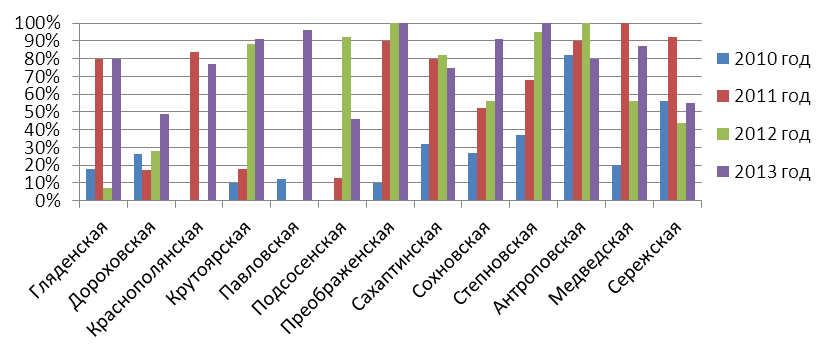 100%
90%
80%
70%
60%
50%
40%
30%
20%
10%
0%
Гляденская
Дороховская
Краснополянская
Крутоярская
Павловская
Подсосенская
Преображенская
Сахаптинская
Сохновская
Степновская
Антроповская
Медведская
Сережская
2010 год
2011 год
2012 год
2013 год